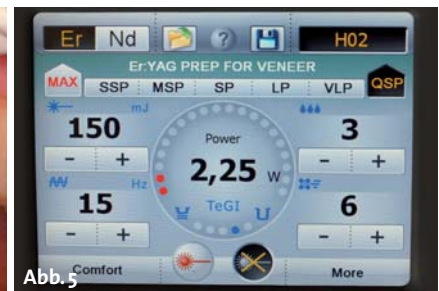 Er Nd ? H02
Er:YAG PREP FOR VENEER
MAX SSP MSP SP LP VLP QSP
mJ
150 Power 3
- + 2,25 W - +
Hz
15 TeGI 6
- + - +
Comfort More
Abb. 5